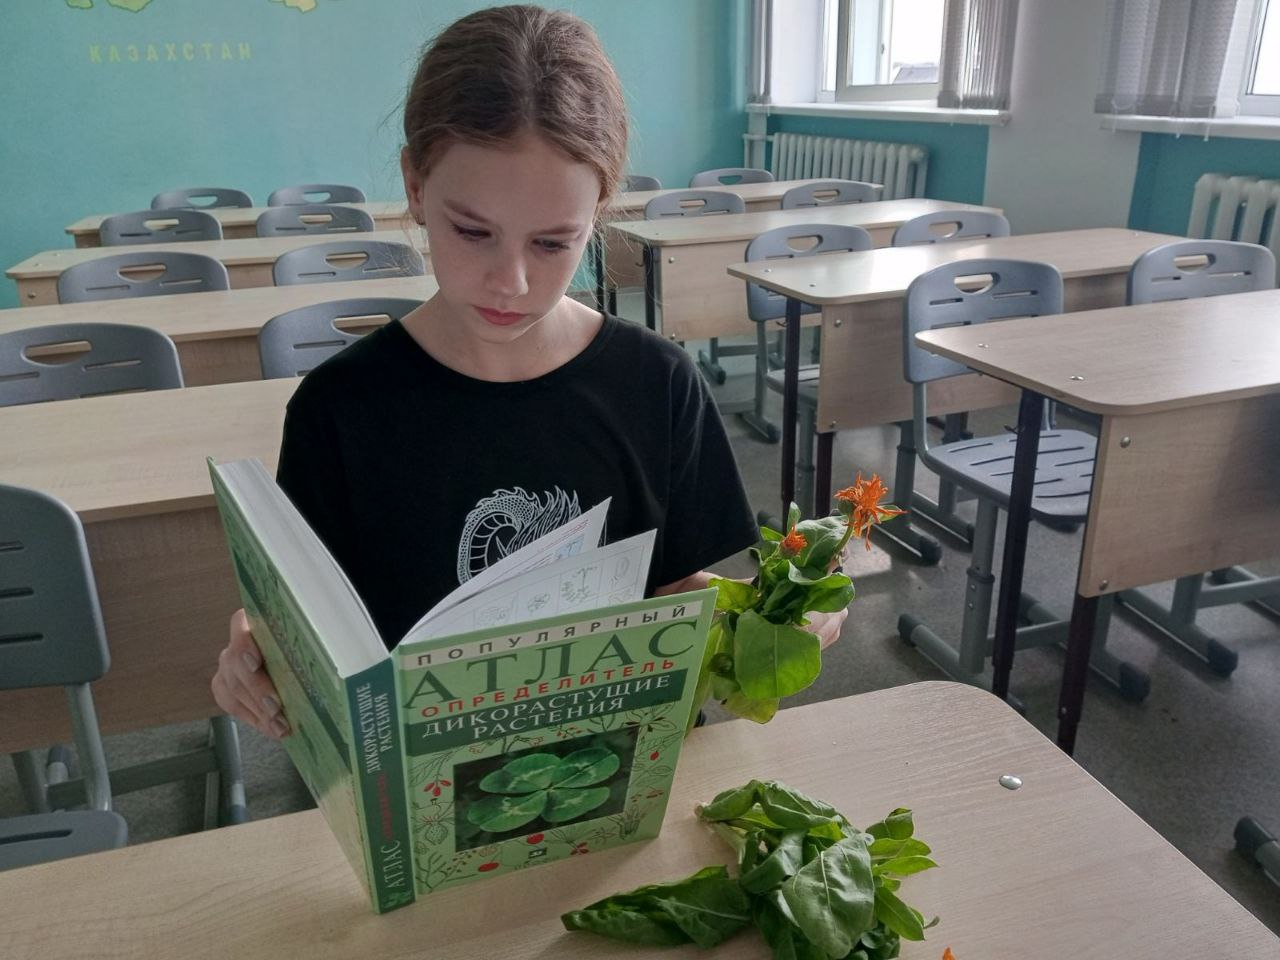 КАЗАХСТАН
ПОПУЛЯРНЫЙ
АТЛАС
ОПРЕДЕЛИТЕЛЬ
ДИКОРАСТУЩИЕ
РАСТЕНИЯ
АТЛАС
ДИКОРАСТУЩИЕ
РАСТЕНИЯ